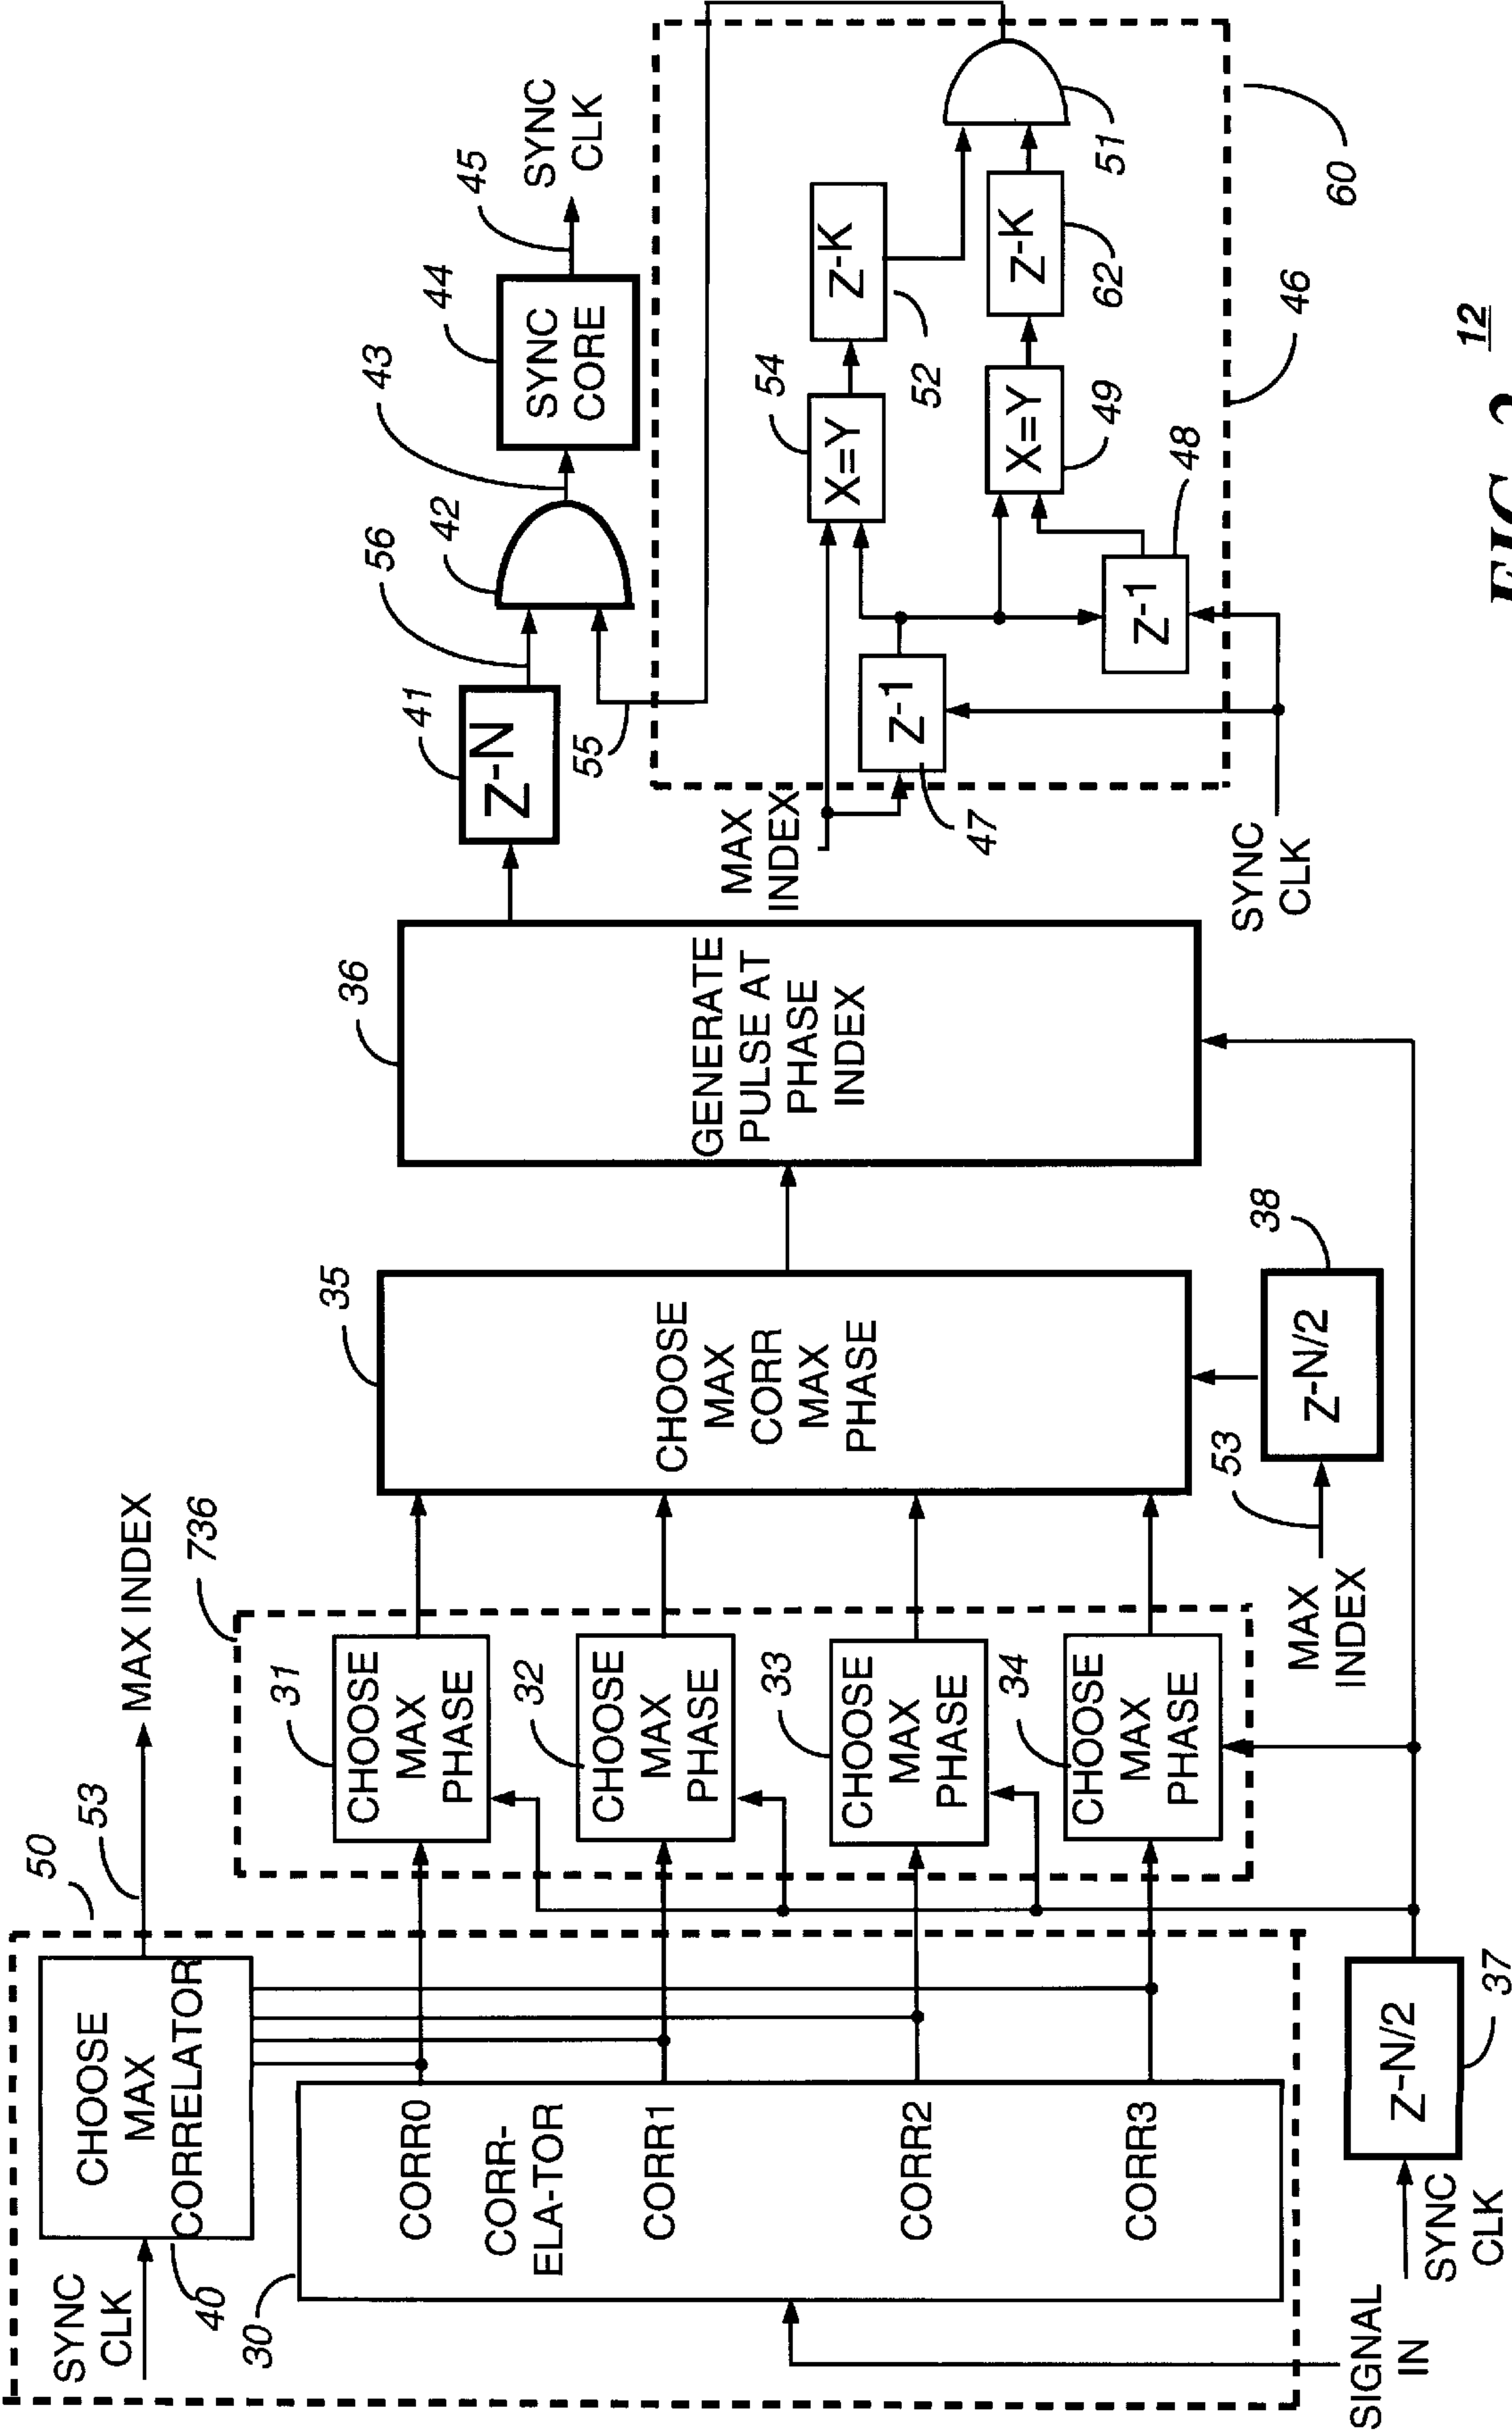 50
53
MAX INDEX
SYNC
CLK
40
CHOOSE
MAX
CORRELATOR
30
CORR0
CORR-
ELA-TOR
CORR1
CORR2
CORR3
SIGNAL
IN
SYNC
CLK
Z-N/2
37
736
31
CHOOSE
MAX
PHASE
32
CHOOSE
MAX
PHASE
33
CHOOSE
MAX
PHASE
34
CHOOSE
MAX
PHASE
35
CHOOSE
MAX
CORR
MAX
PHASE
MAX
INDEX
53
Z-N/2
38
36
GENERATE
PULSE AT
PHASE
INDEX
41
Z-N
56
42
43
44
SYNC
CORE
45
SYNC
CLK
55
MAX
INDEX
47
Z-1
SYNC
CLK
Z-1
48
54
X=Y
X=Y
49
Z-K
52
Z-K
62
51
46
60
12